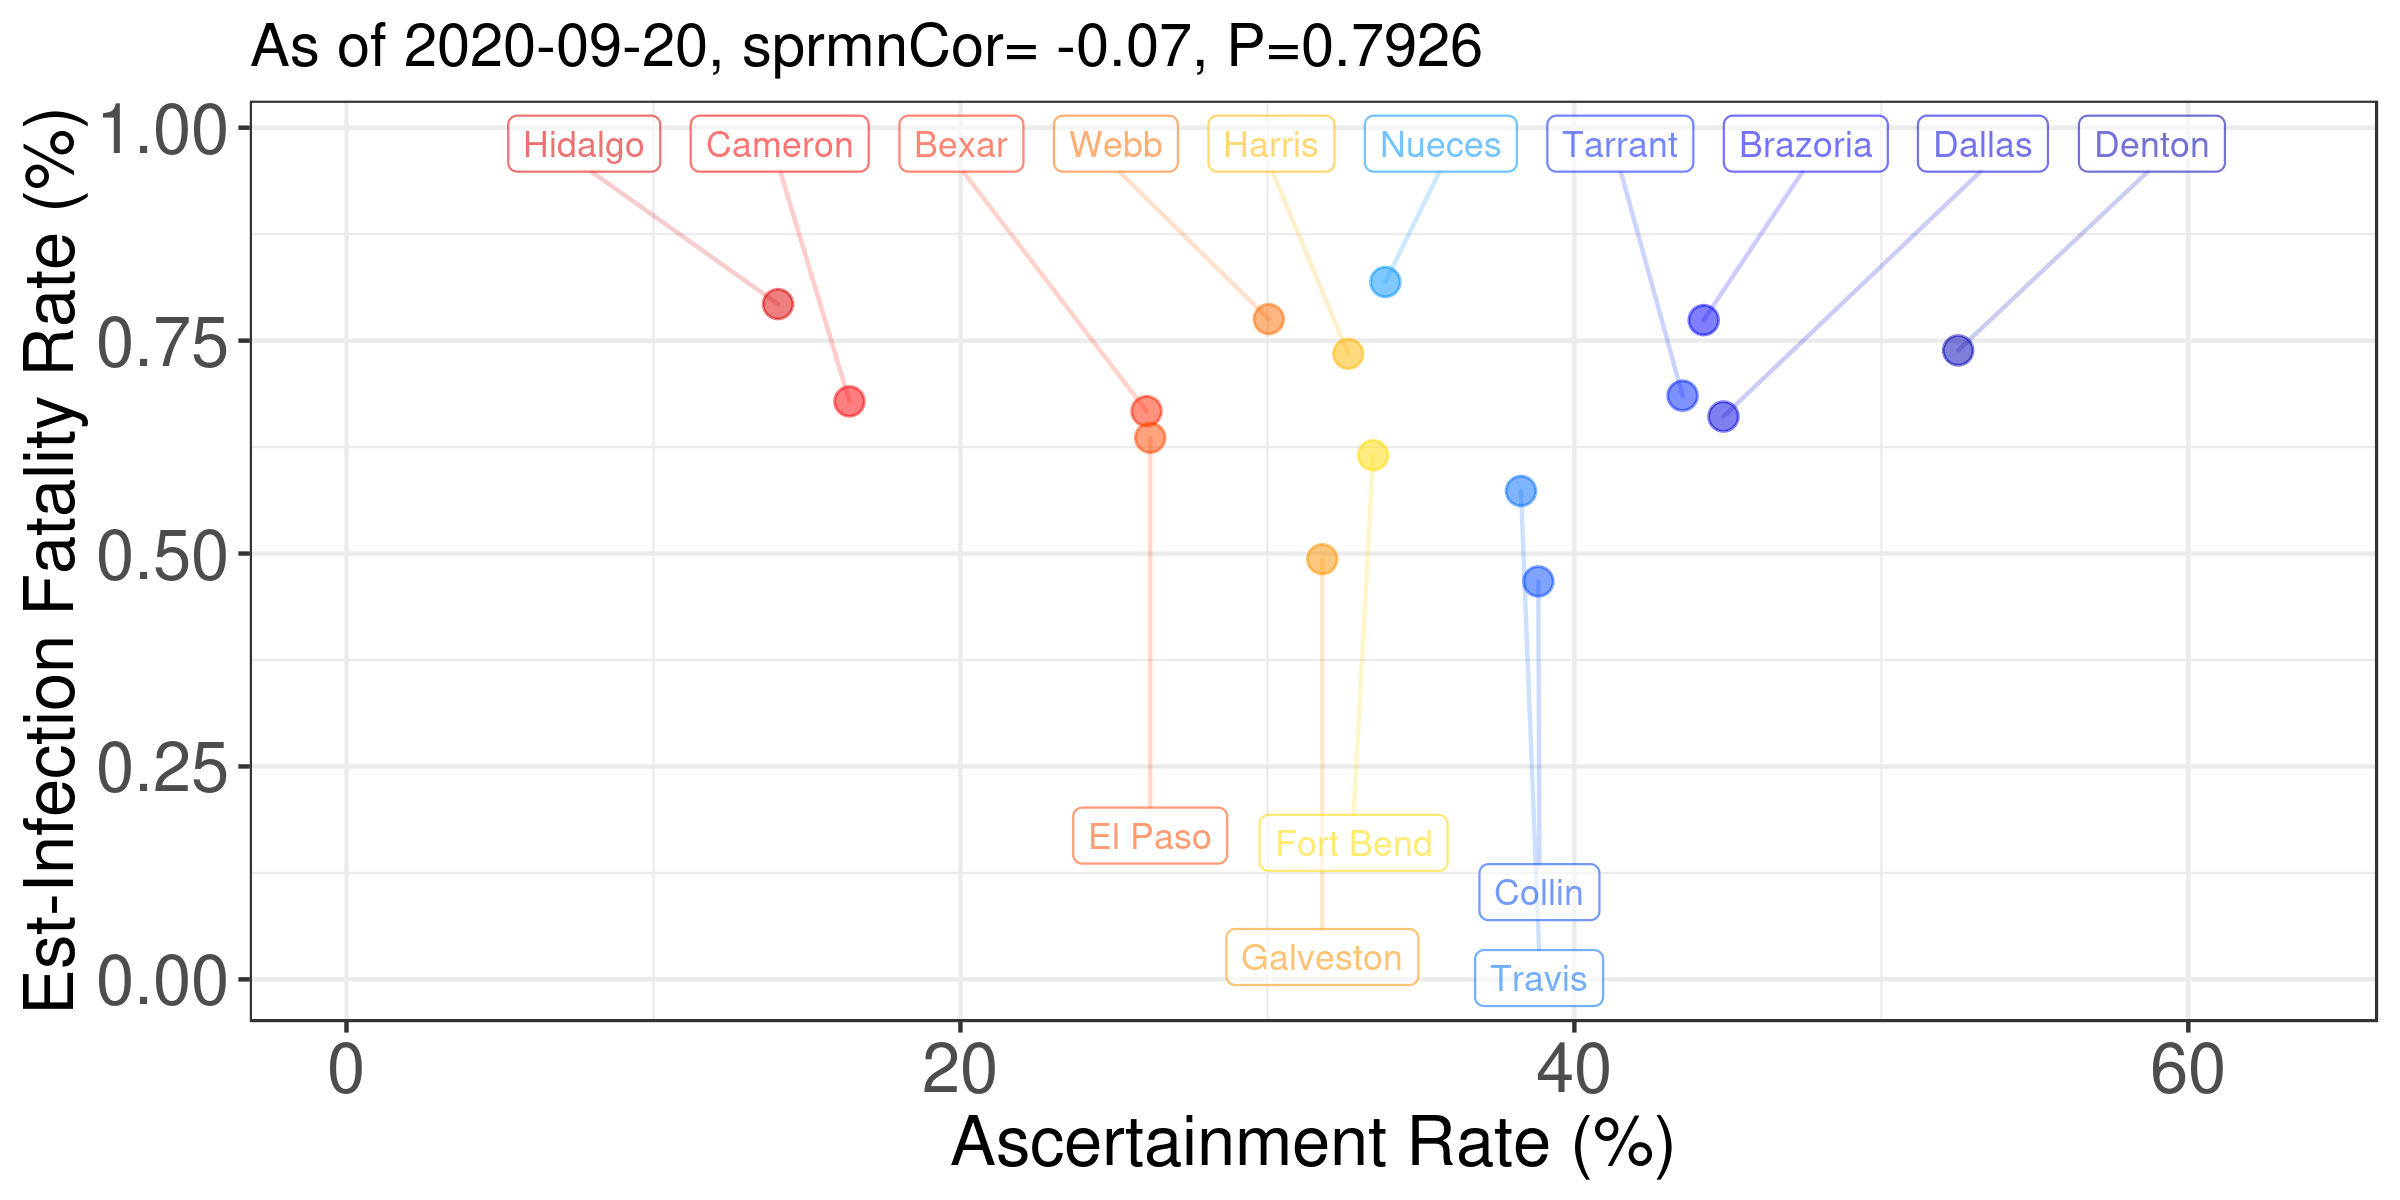 As of 2020-09-20, sprmnCor= -0.07, P=0.7926
Est-Infection Fatality Rate (%)
1.00
0.75
0.50
0.25
0.00
Hidalgo
Cameron
Bexar
Webb
Harris
Nueces
Tarrant
Brazoria
Dallas
Denton
El Paso
Fort Bend
Collin
Galveston
Travis
0
20
40
60
Ascertainment Rate (%)